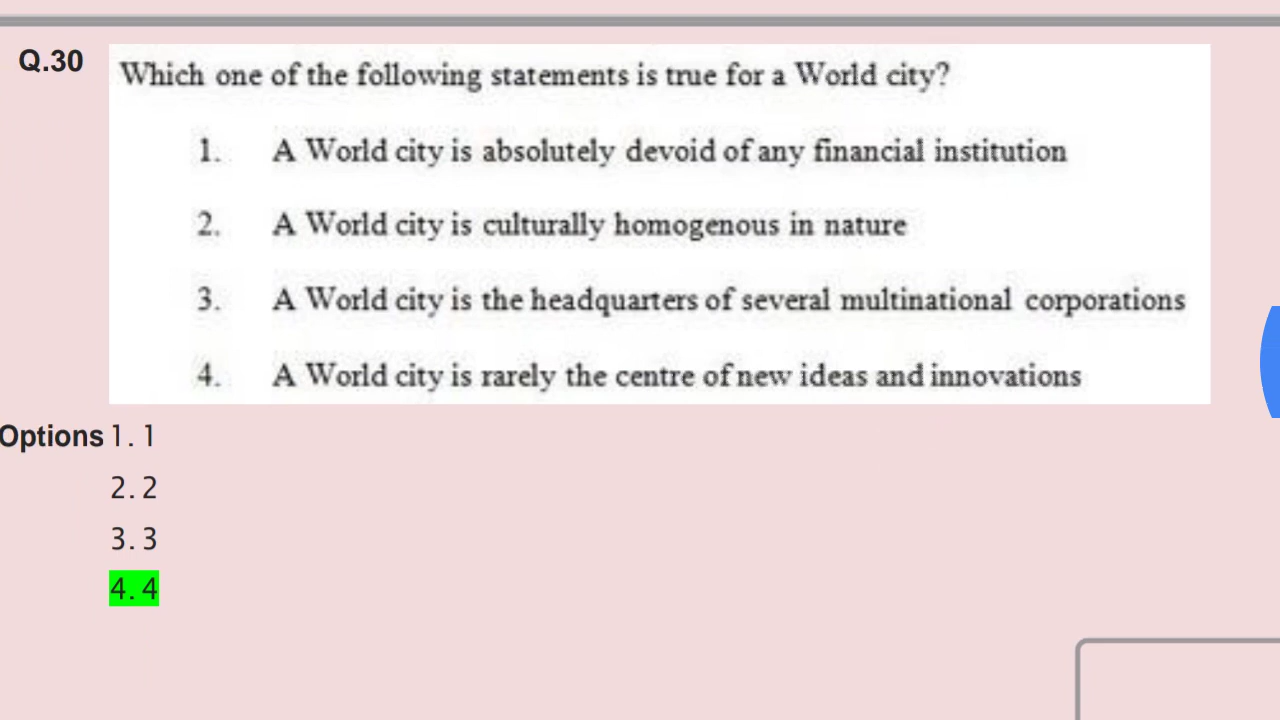 Q.30
Which one of the following statements is true for a World city?
1. A World city is absolutely devoid of any financial institution
2. A World city is culturally homogenous in nature
3. A World city is the headquarters of several multinational corporations
4. A World city is rarely the centre of new ideas and innovations
Options 1. 1
2. 2
3. 3
4. 4